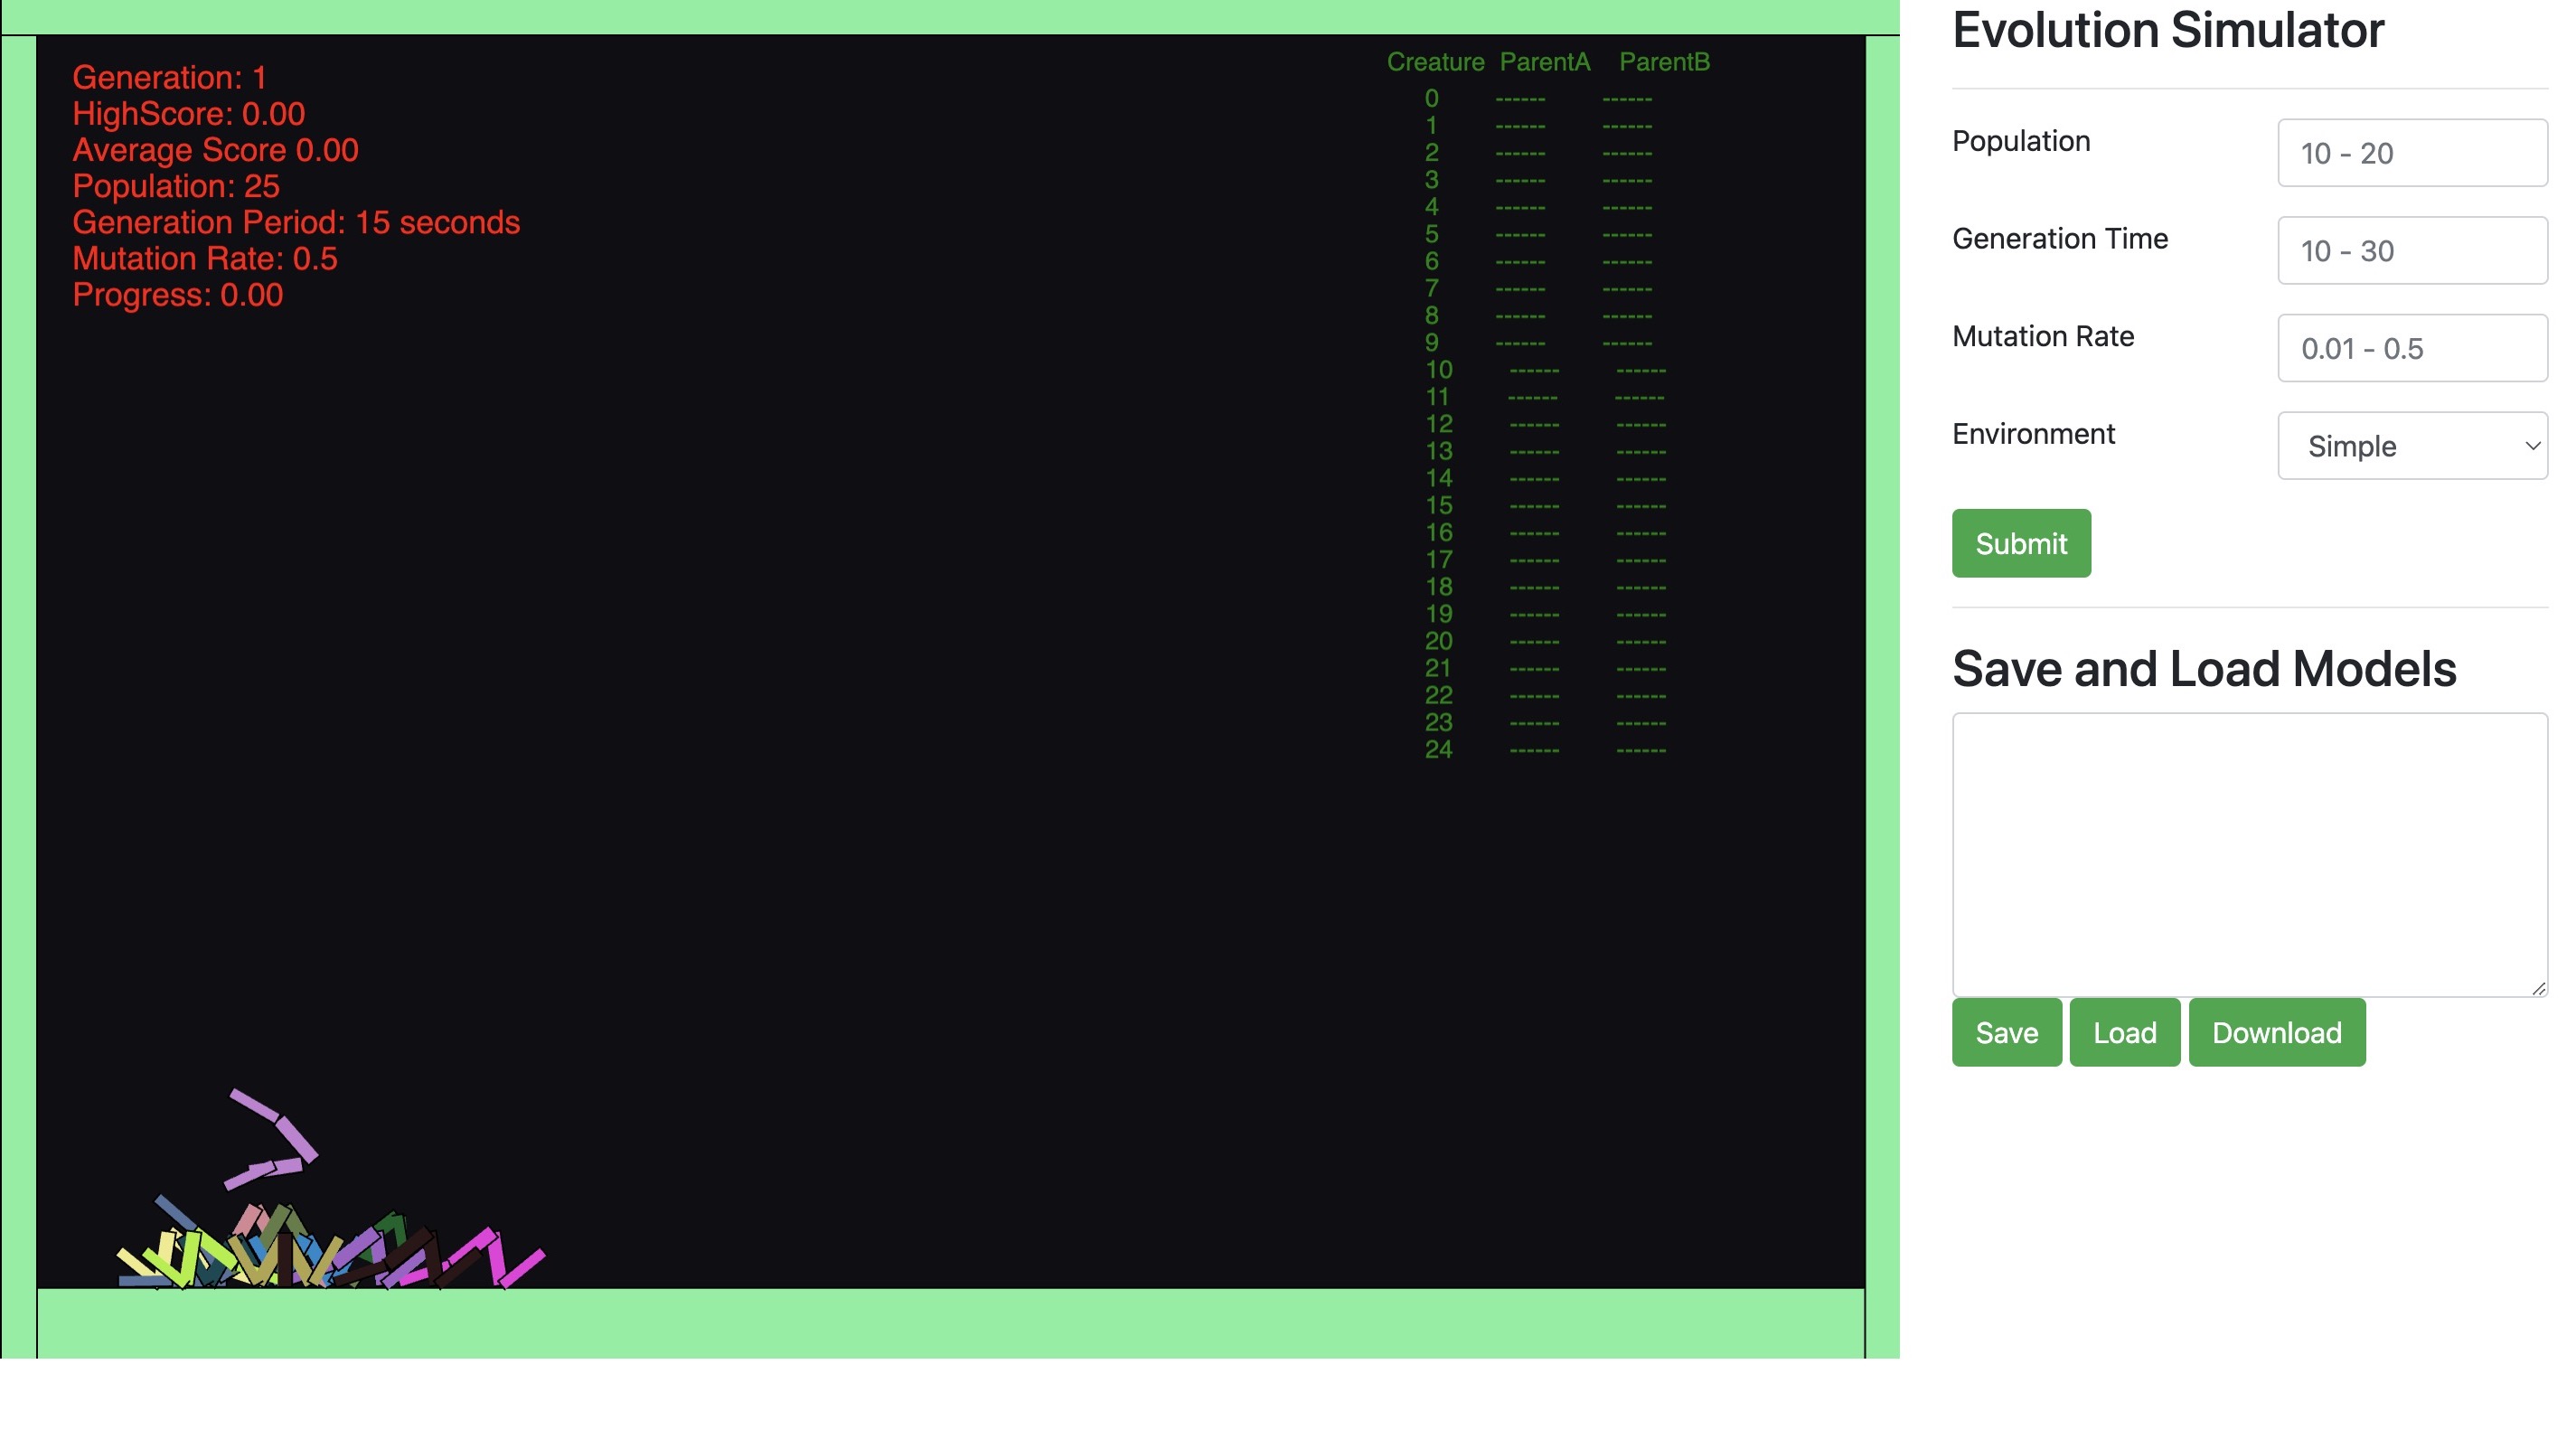 Generation: 1
HighScore: 0.00
Average Score 0.00
Population: 25
Generation Period: 15 seconds
Mutation Rate: 0.5
Progress: 0.00
Creature ParentA ParentB
0 ------ ------
1 ------ ------
2 ------ ------
3 ------ ------
4 ------ ------
5 ------ ------
6 ------ ------
7 ------ ------
8 ------ ------
9 ------ ------
10 ------ ------
11 ------ ------
12 ------ ------
13 ------ ------
14 ------ ------
15 ------ ------
16 ------ ------
17 ------ ------
18 ------ ------
19 ------ ------
20 ------ ------
21 ------ ------
22 ------ ------
23 ------ ------
24 ------ ------
Evolution Simulator
Population 10 - 20
Generation Time 10 - 30
Mutation Rate 0.01 - 0.5
Environment Simple
Submit
Save and Load Models
Save Load Download